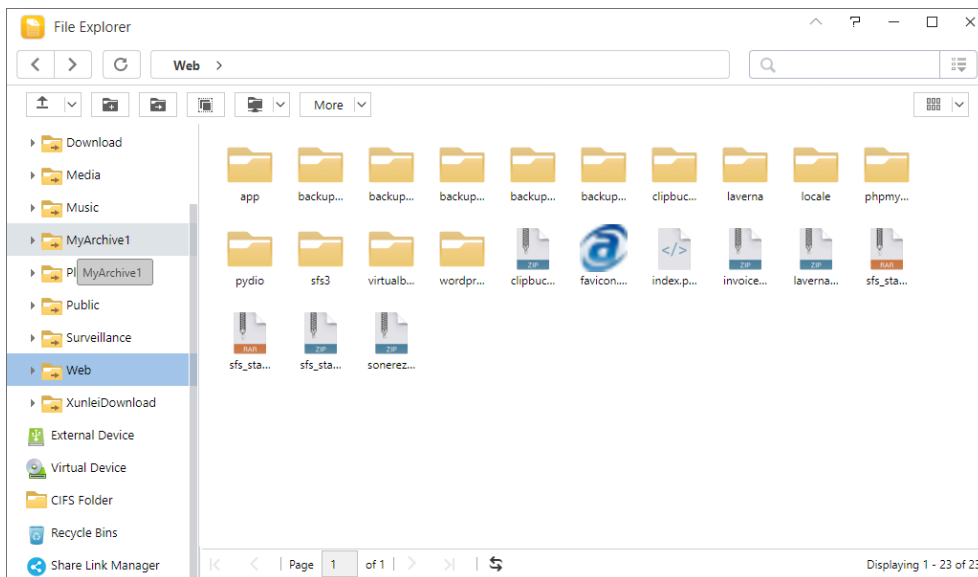 File Explorer
Web >
More
Download
Media
Music
MyArchive1
Pl
MyArchive1
Public
Surveillance
Web
XunleiDownload
External Device
Virtual Device
CIFS Folder
Recycle Bins
Share Link Manager
app backup... backup... backup... backup... backup... clipbuc... laverna locale phpmy...
ZIP </> ZIP ZIP RAR
pydio sfs3 virtualb... wordpr... clipbuc... favicon.... index.p... invoice... laverna... sfs_sta...
RAR ZIP ZIP
sfs_sta... sfs_sta... sonerez...
Page 1 of 1 Displaying 1 - 23 of 23